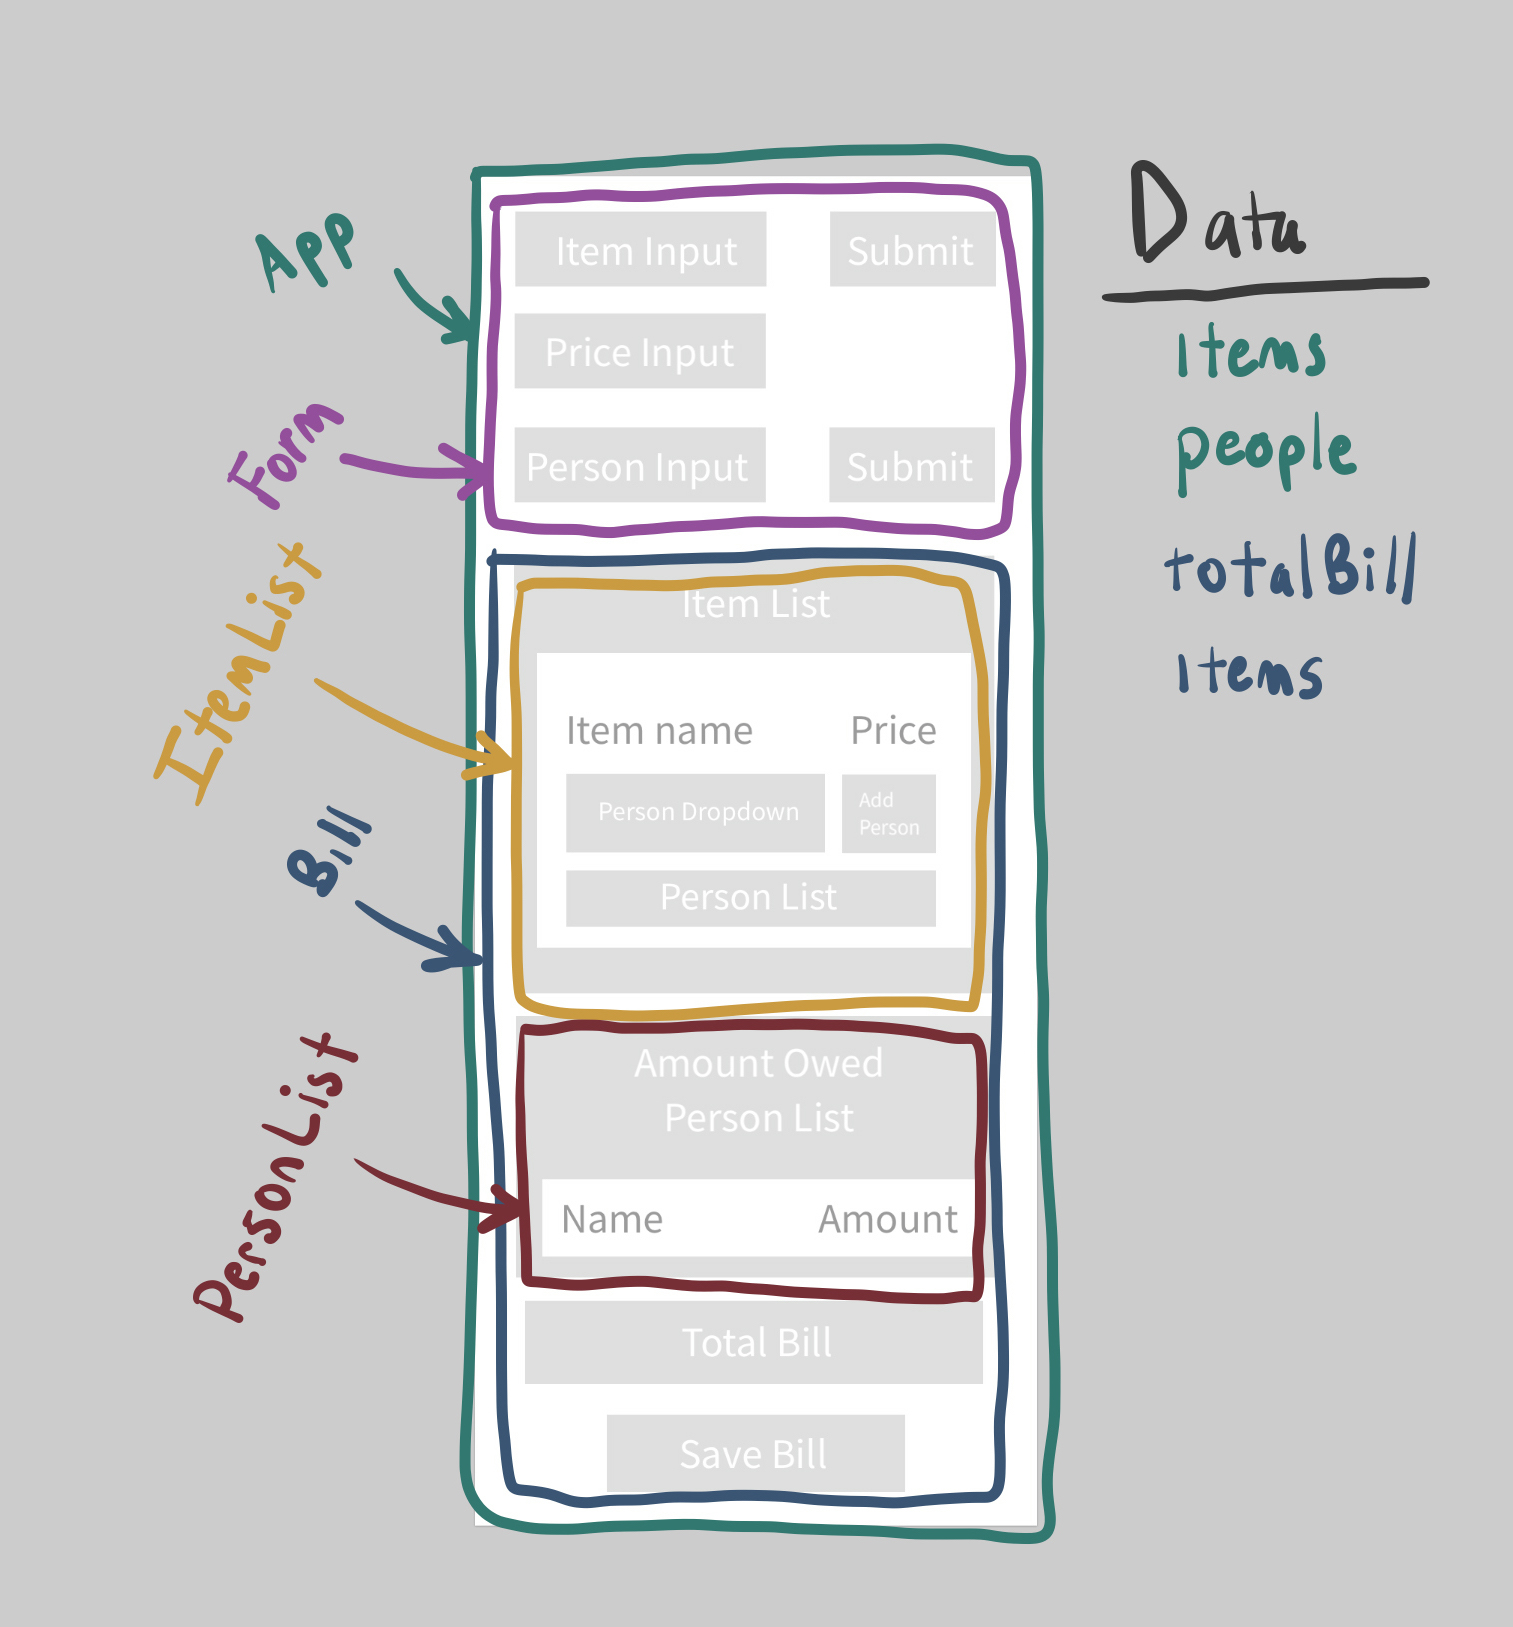 App
Form
ItemList
Bill
PersonList
Item Input
Submit
Price Input
Person Input
Submit
Item List
Item name
Price
Person Dropdown
Add
Person
Person List
Amount Owed
Person List
Name
Amount
Total Bill
Save Bill
Data
Items
people
totalBill
Items